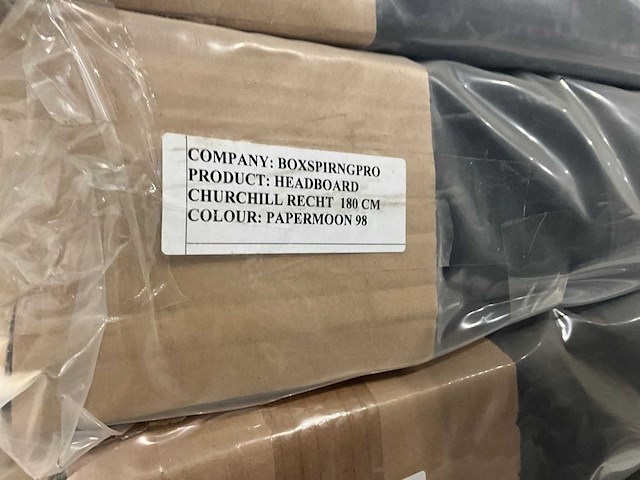 COMPANY: BOXSPIRNGPRO
PRODUCT: HEADBOARD
CHURCHILL RECHT 180 CM
COLOUR: PAPERMOON 98